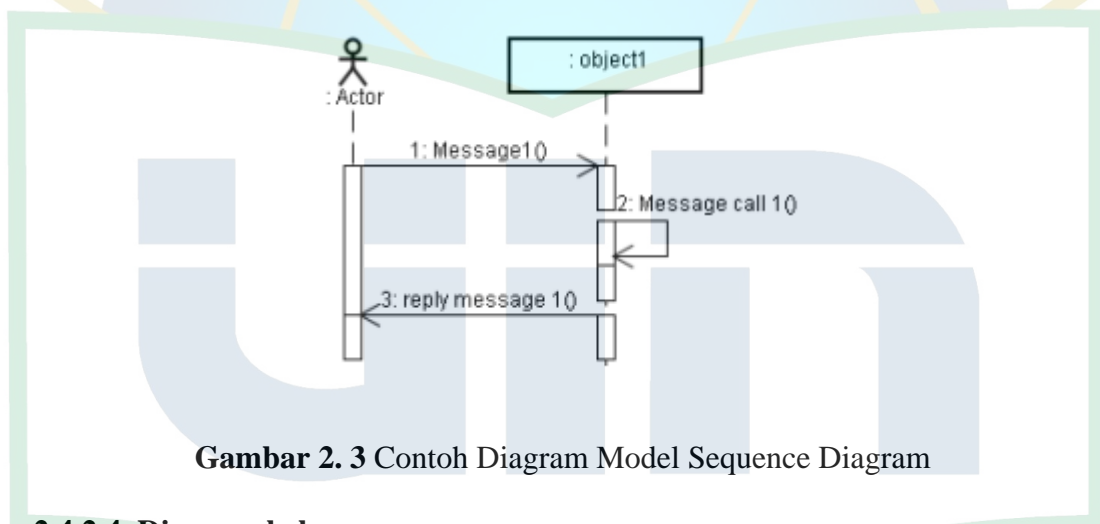 : object1
: Actor
1: Message1()
2: Message call 1()
3: reply message 1()
Gambar 2. 3 Contoh Diagram Model Sequence Diagram